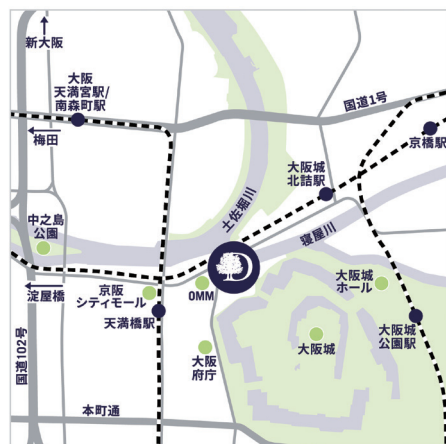 新大阪
大阪
天満宮駅/
南森町駅
国道1号
梅田
京橋駅
大阪城
北詰駅
土佐堀川
中之島
公園
寝屋川
淀屋橋
京阪
シティモール
OMM
D
大阪城
ホール
天満橋駅
大阪城
公園駅
国道102号
大阪
府庁
大阪城
本町通